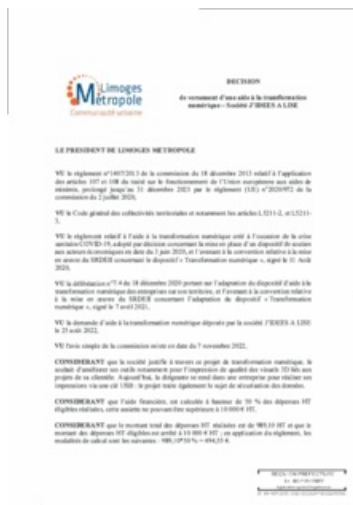 Limoges
Métropole
Communauté urbaine
DECISION
de versement d'une aide à la transformation
numérique – Société J'IDEES A LISE
LE PRESIDENT DE LIMOGES METROPOLE
VU le règlement n°1407/2013 de la commission du 18 décembre 2013 relatif à l'application
des articles 107 et 108 du traité sur le fonctionnement de l'Union européenne aux aides de
minimis, prolongé jusqu'au 31 décembre 2023 par le règlement (UE) n°2020/972 de la
commission du 2 juillet 2020,
VU le Code général des collectivités territoriales et notamment les articles L5211-2, et L5211-
VU le règlement relatif à l'aide à la transformation numérique créé à l'occasion de la crise
sanitaire COVID-19, adopté par décision concernant la mise en place d'un dispositif de soutien
aux acteurs économiques en date du 3 juin 2020, et l'avenant à la convention relative à la mise
en œuvre du SRDEII concernant le dispositif « Transformation numérique », signé le 11 Août
2020,
VU la délibération n°7.4 du 18 décembre 2020 portant sur l'adaptation du dispositif d'aide à la
transformation numérique des entreprises sur son territoire, et l'avenant à la convention relative
à la mise en œuvre du SRDEII concernant l'adaptation du dispositif « Transformation
numérique », signé le 7 avril 2021,
VU la demande d'aide à la transformation numérique déposée par la société J'IDEES A LISE
le 25 août 2022,
VU l'avis simple de la commission mixte en date du 7 novembre 2022,
CONSIDERANT que la société justifie à travers ce projet de transformation numérique, le
souhait d'améliorer ses outils notamment pour l'impression de qualité des visuels 3D liés aux
projets de sa clientèle. Aujourd'hui, la dirigeante se rend dans une entreprise pour réaliser ses
impressions via une clé USB : le projet traite également le sujet de sécurisation des données.
CONSIDERANT que l'aide financière, est calculée à hauteur de 50 % des dépenses HT
éligibles réalisées, cette assiette ne pouvant être supérieure à 10 000 € HT,
CONSIDERANT que le montant total des dépenses HT réalisées est de 989,10 HT et que le
montant des dépenses HT éligibles est arrêté à 10 000 € HT ; en application du règlement, les
modalités de calcul sont les suivantes : 989,10*50 % = 494,55 €.